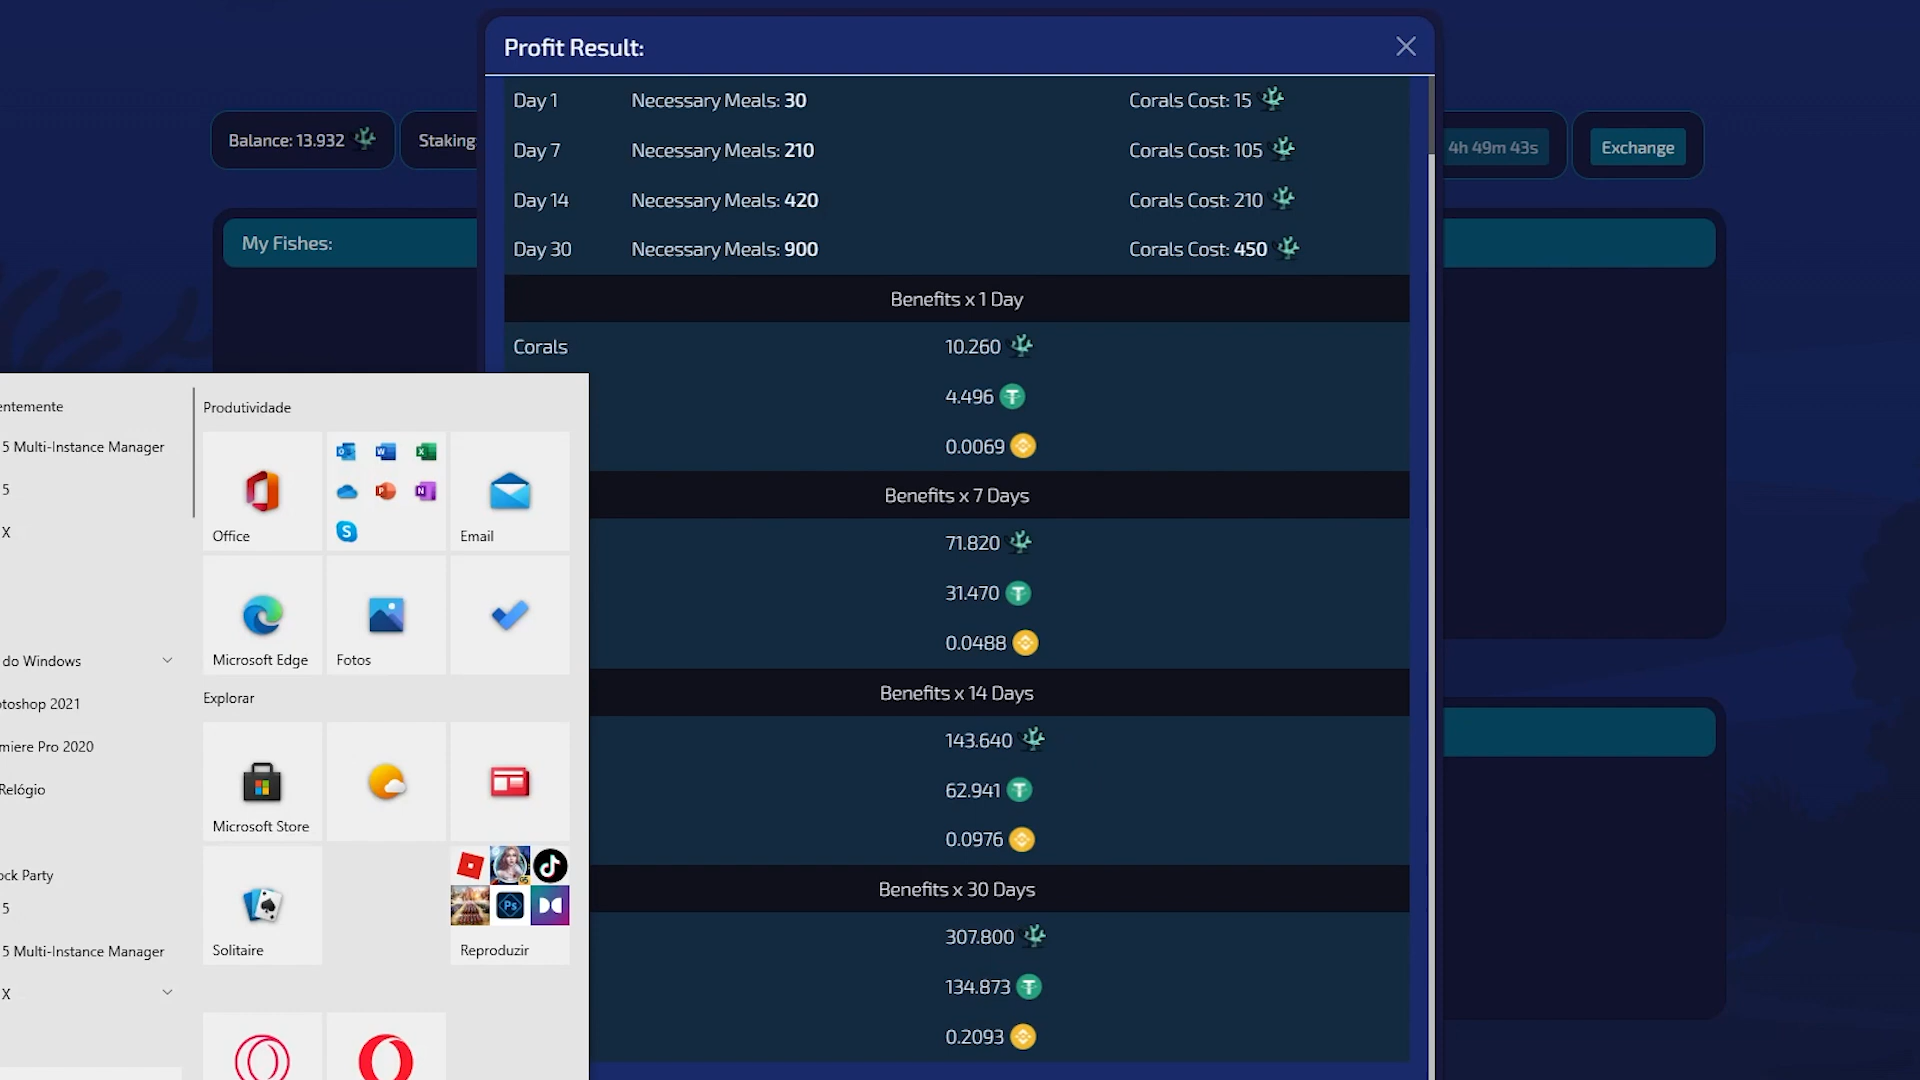 Profit Result:
Day 1 Necessary Meals: 30 Corals Cost: 15
Balance: 13.932 Staking
Day 7 Necessary Meals: 210 Corals Cost: 105
4h 49m 43s Exchange
Day 14 Necessary Meals: 420 Corals Cost: 210
My Fishes:
Day 30 Necessary Meals: 900 Corals Cost: 450
Benefits x 1 Day
Corals 10.260
4.496
0.0069
Benefits x 7 Days
71.820
31.470
0.0488
Benefits x 14 Days
143.640
62.941
0.0976
Benefits x 30 Days
307.800
134.873
0.2093
entemente
5 Multi-Instance Manager
5
X
do Windows
otoshop 2021
miere Pro 2020
Relógio
ock Party
5
5 Multi-Instance Manager
X
Produtividade
Office
Email
Microsoft Edge
Fotos
Explorar
Microsoft Store
Solitaire
Ps
Reproduzir